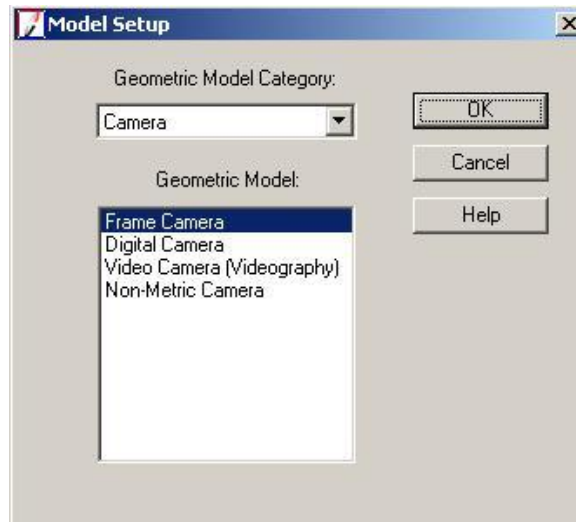 Model Setup
Geometric Model Category:
Camera
OK
Cancel
Geometric Model:
Help
Frame Camera
Digital Camera
Video Camera (Videography)
Non-Metric Camera